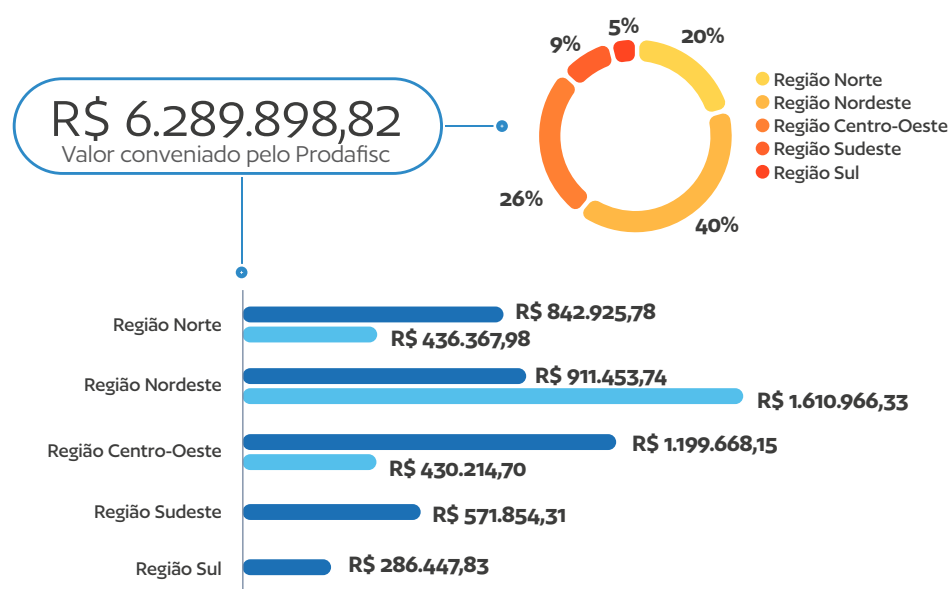 R$ 6.289.898,82
Valor conveniado pelo Prodafisc
5%
9%
20%
26%
40%
Região Norte
Região Nordeste
Região Centro-Oeste
Região Sudeste
Região Sul
Região Norte
R$ 842.925,78
R$ 436.367,98
Região Nordeste
R$ 911.453,74
R$ 1.610.966,33
Região Centro-Oeste
R$ 1.199.668,15
R$ 430.214,70
Região Sudeste
R$ 571.854,31
Região Sul
R$ 286.447,83